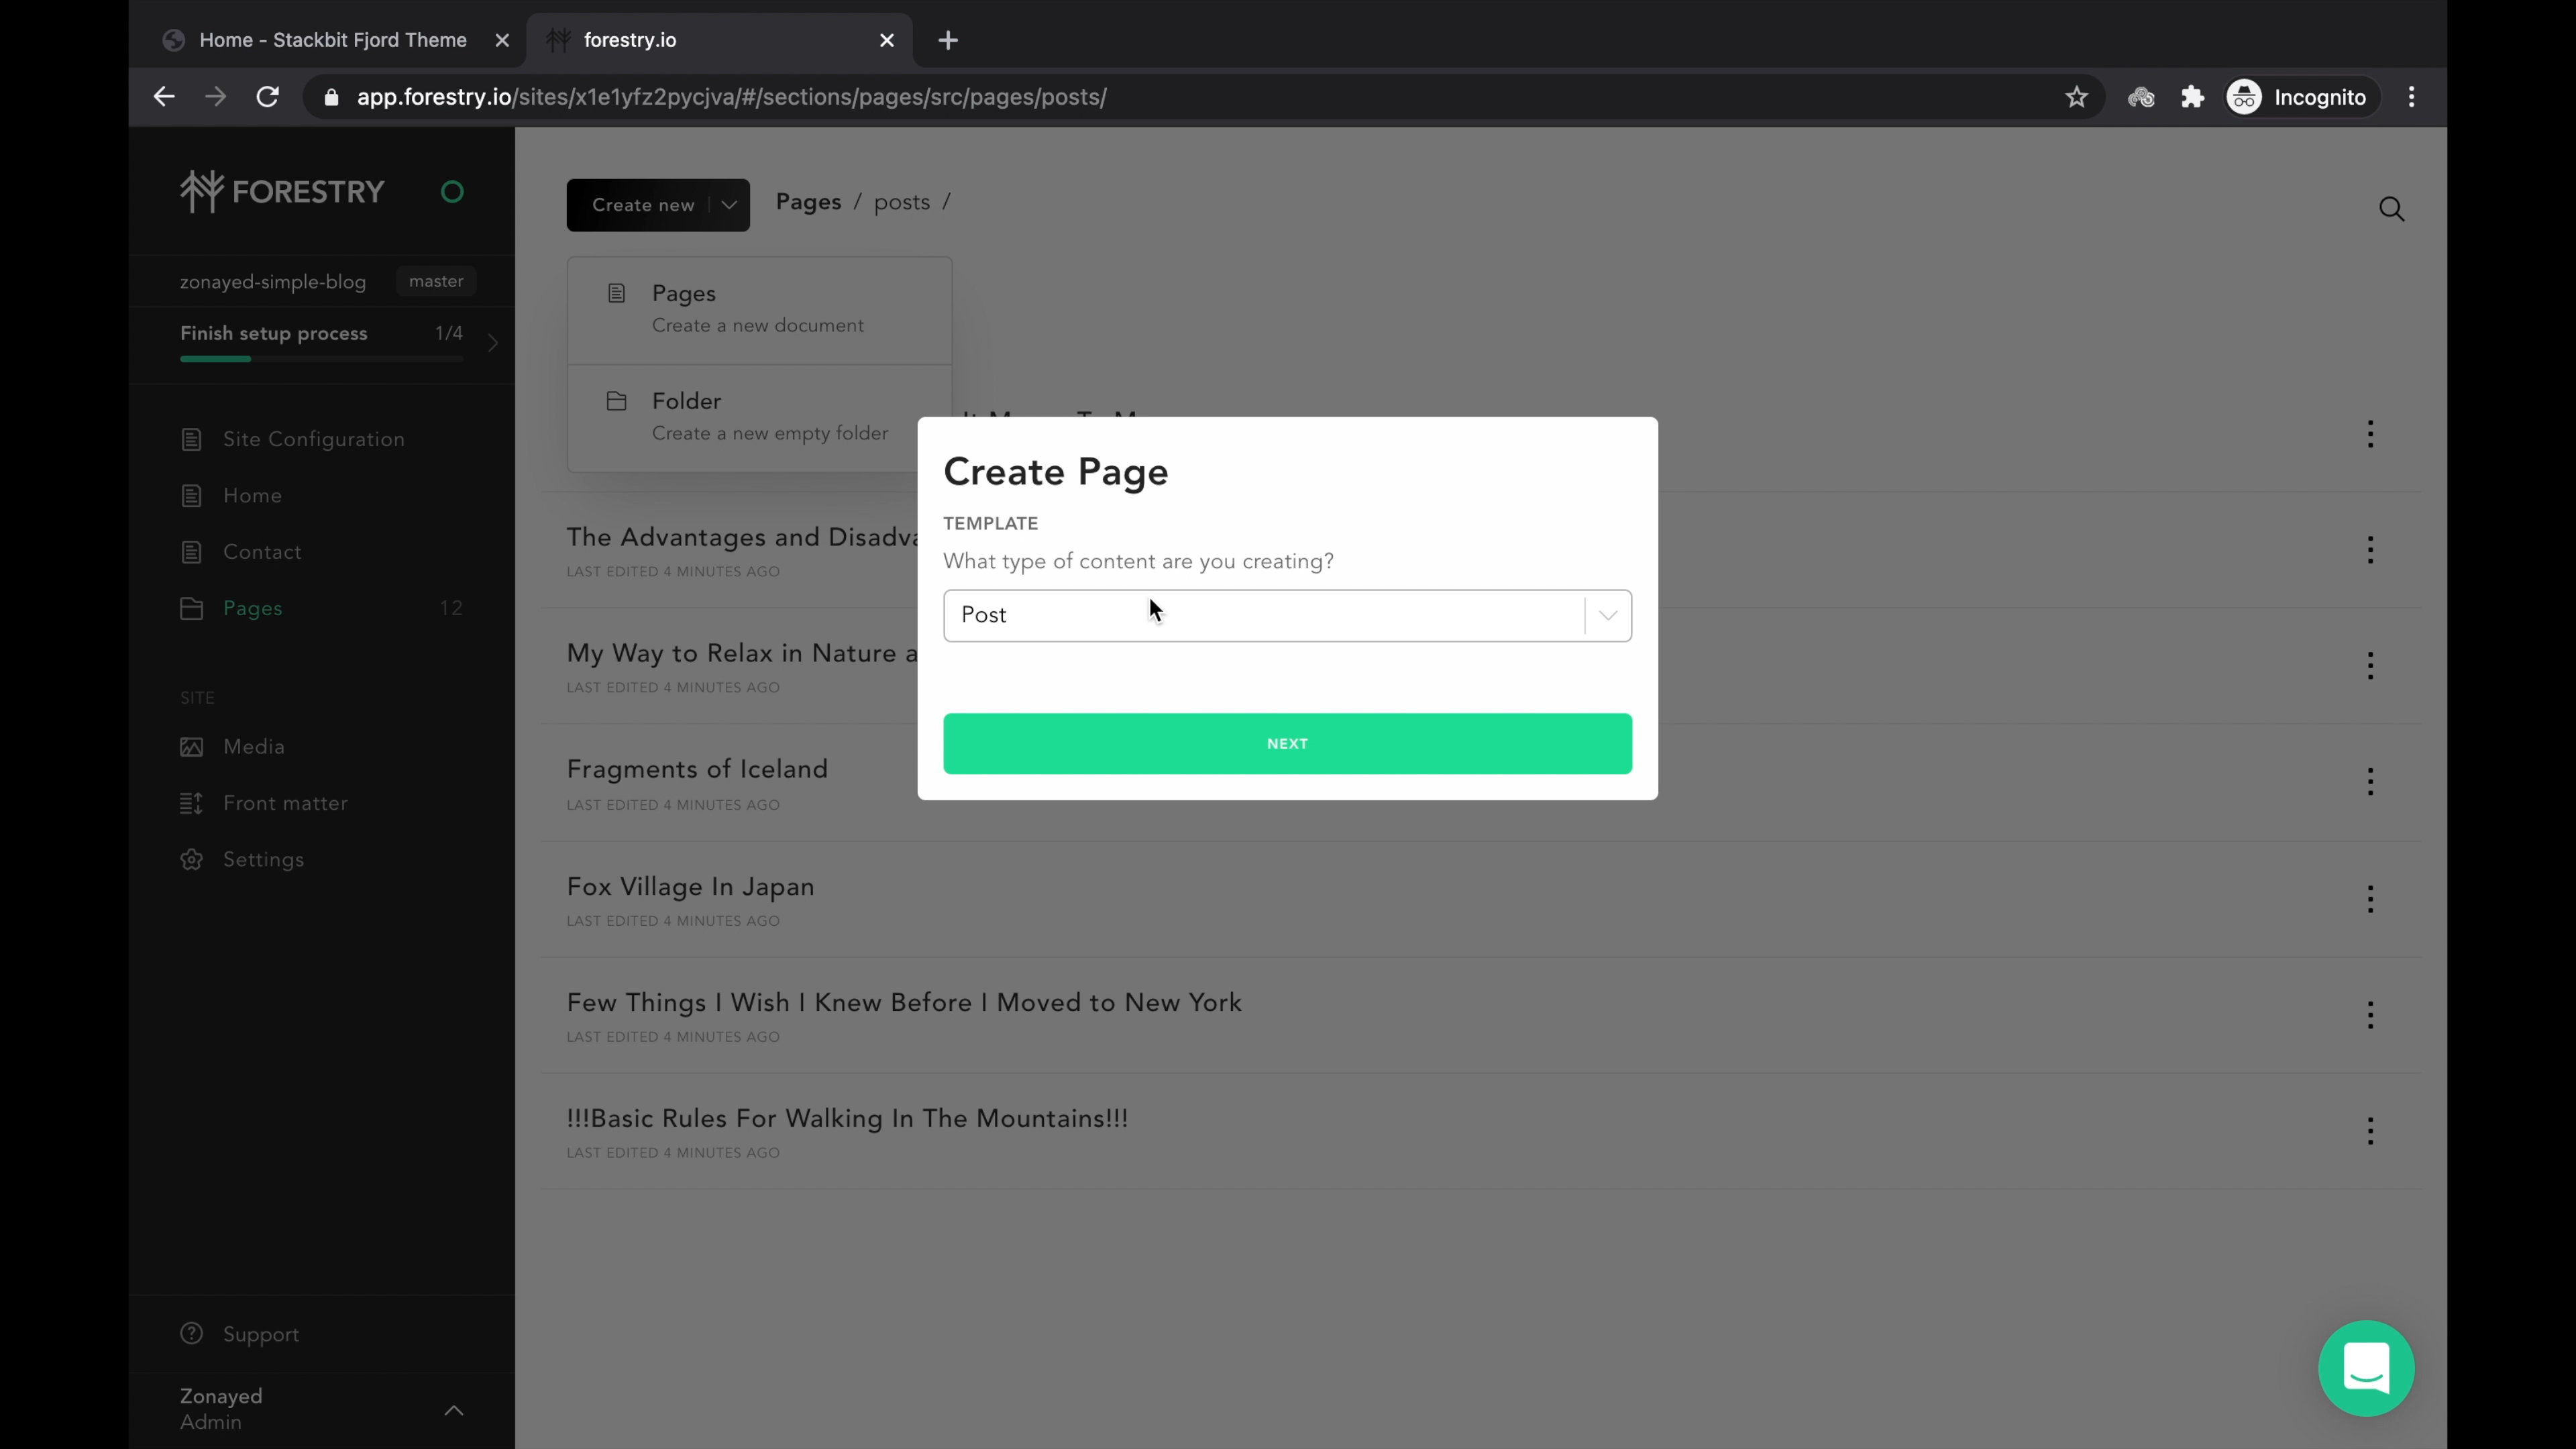 Home - Stackbit Fjord Theme
forestry.io
app.forestry.io/sites/x1e1yfz2pycjva/#/sections/pages/src/pages/posts/
Incognito
FORESTRY
zonayed-simple-blog
master
Finish setup process
1/4
Site Configuration
Home
Contact
Pages
12
SITE
Media
Front matter
Settings
Support
Zonayed
Admin
Create new
Pages / posts /
Pages
Create a new document
Folder
Create a new empty folder
Create Page
TEMPLATE
What type of content are you creating?
Post
NEXT
The Advantages and
LAST EDITED 4 MINUTES AGO
My Way to Relax in Nature
LAST EDITED 4 MINUTES AGO
Fragments of Iceland
LAST EDITED 4 MINUTES AGO
Fox Village In Japan
LAST EDITED 4 MINUTES AGO
Few Things I Wish I Knew Before I Moved to New York
LAST EDITED 4 MINUTES AGO
!!!Basic Rules For Walking In The Mountains!!!
LAST EDITED 4 MINUTES AGO